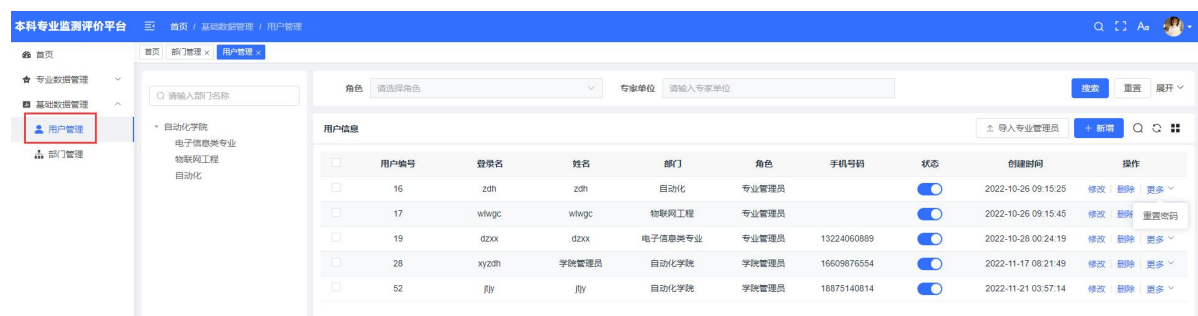 本科专业监测评价平台 首页 / 基础数据管理 / 用户管理 Aa
首页 首页 部门管理 × 用户管理 ×
专业数据管理
基础数据管理
用户管理
部门管理
请输入部门名称
自动化学院
电子信息类专业
物联网工程
自动化
角色 请选择角色 专家单位 请输入专家单位 搜索 重置 展开
用户信息 导入专业管理员 + 新增
用户编号 登录名 姓名 部门 角色 手机号码 状态 创建时间 操作
16 zdh zdh 自动化 专业管理员 2022-10-26 09:15:25 修改 删除 更多
17 wlwgc wlwgc 物联网工程 专业管理员 2022-10-26 09:15:45 修改 删除 重置密码
19 dzxx dzxx 电子信息类专业 专业管理员 13224060889 2022-10-28 00:24:19 修改 删除 更多
28 xyzdh 学院管理员 自动化学院 学院管理员 16609876554 2022-11-17 08:21:49 修改 删除 更多
52 jtjy jtjy 自动化学院 学院管理员 18875140814 2022-11-21 03:57:14 修改 删除 更多